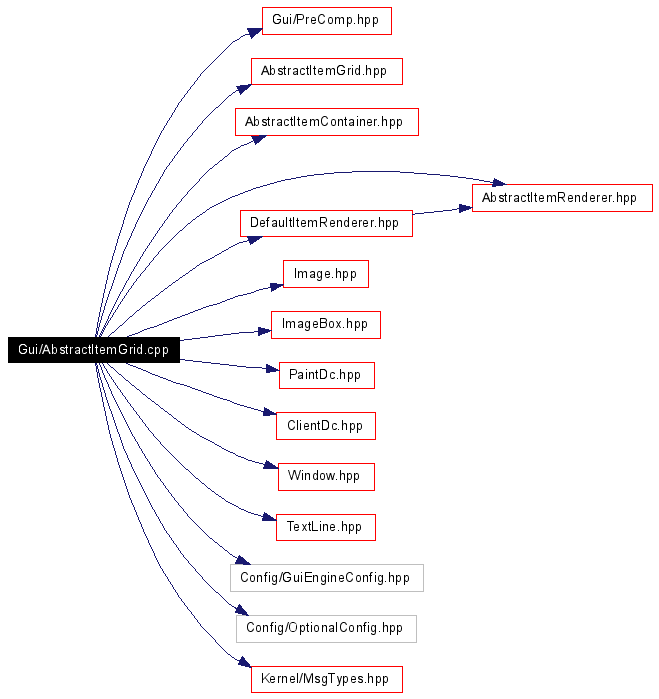 Gui/PreComp.hpp
AbstractItemGrid.hpp
AbstractItemContainer.hpp
AbstractItemRenderer.hpp
DefaultItemRenderer.hpp
Image.hpp
ImageBox.hpp
Gui/AbstractItemGrid.cpp
PaintDc.hpp
ClientDc.hpp
Window.hpp
TextLine.hpp
Config/GuiEngineConfig.hpp
Config/OptionalConfig.hpp
Kernel/MsgTypes.hpp